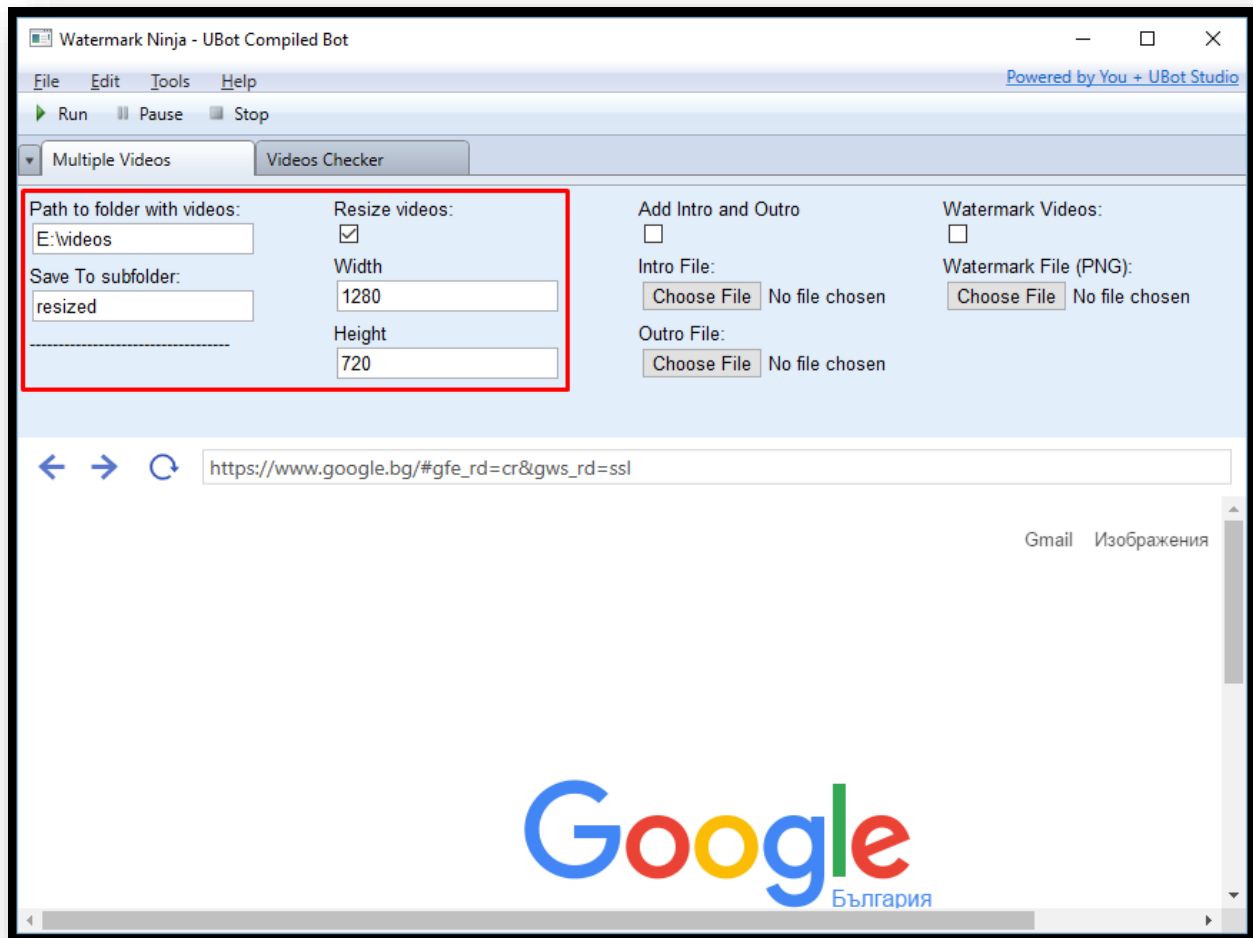 Watermark Ninja - UBot Compiled Bot
File Edit Tools Help Powered by You + UBot Studio
Run Pause Stop
Multiple Videos Videos Checker
Path to folder with videos: Resize videos: Add Intro and Outro Watermark Videos:
E:\videos
Save To subfolder: Width Intro File: Watermark File (PNG):
resized 1280 Choose File No file chosen Choose File No file chosen
----------------------------------- Height Outro File:
720 Choose File No file chosen
https://www.google.bg/#gfe_rd=cr&gws_rd=ssl
Gmail Изображения
Google
България